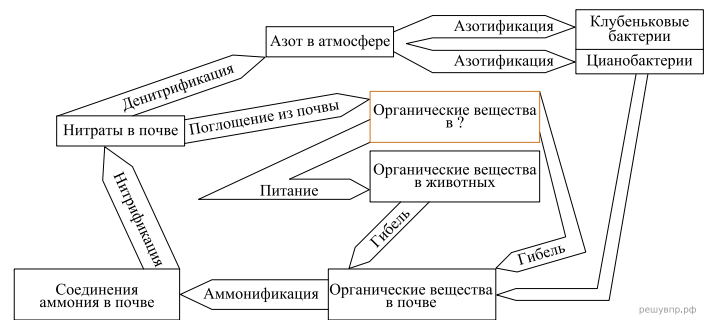 Азот в атмосфере
Азотификация
Клубеньковые
бактерии
Азотификация
Цианобактерии
Денитрификация
Нитраты в почве
Поглощение из почвы
Органические вещества
в ?
Питание
Органические вещества
в животных
Нитрификация
Гибель
Гибель
Соединения
аммония в почве
Аммонификация
Органические вещества
в почве
решувпр.рф